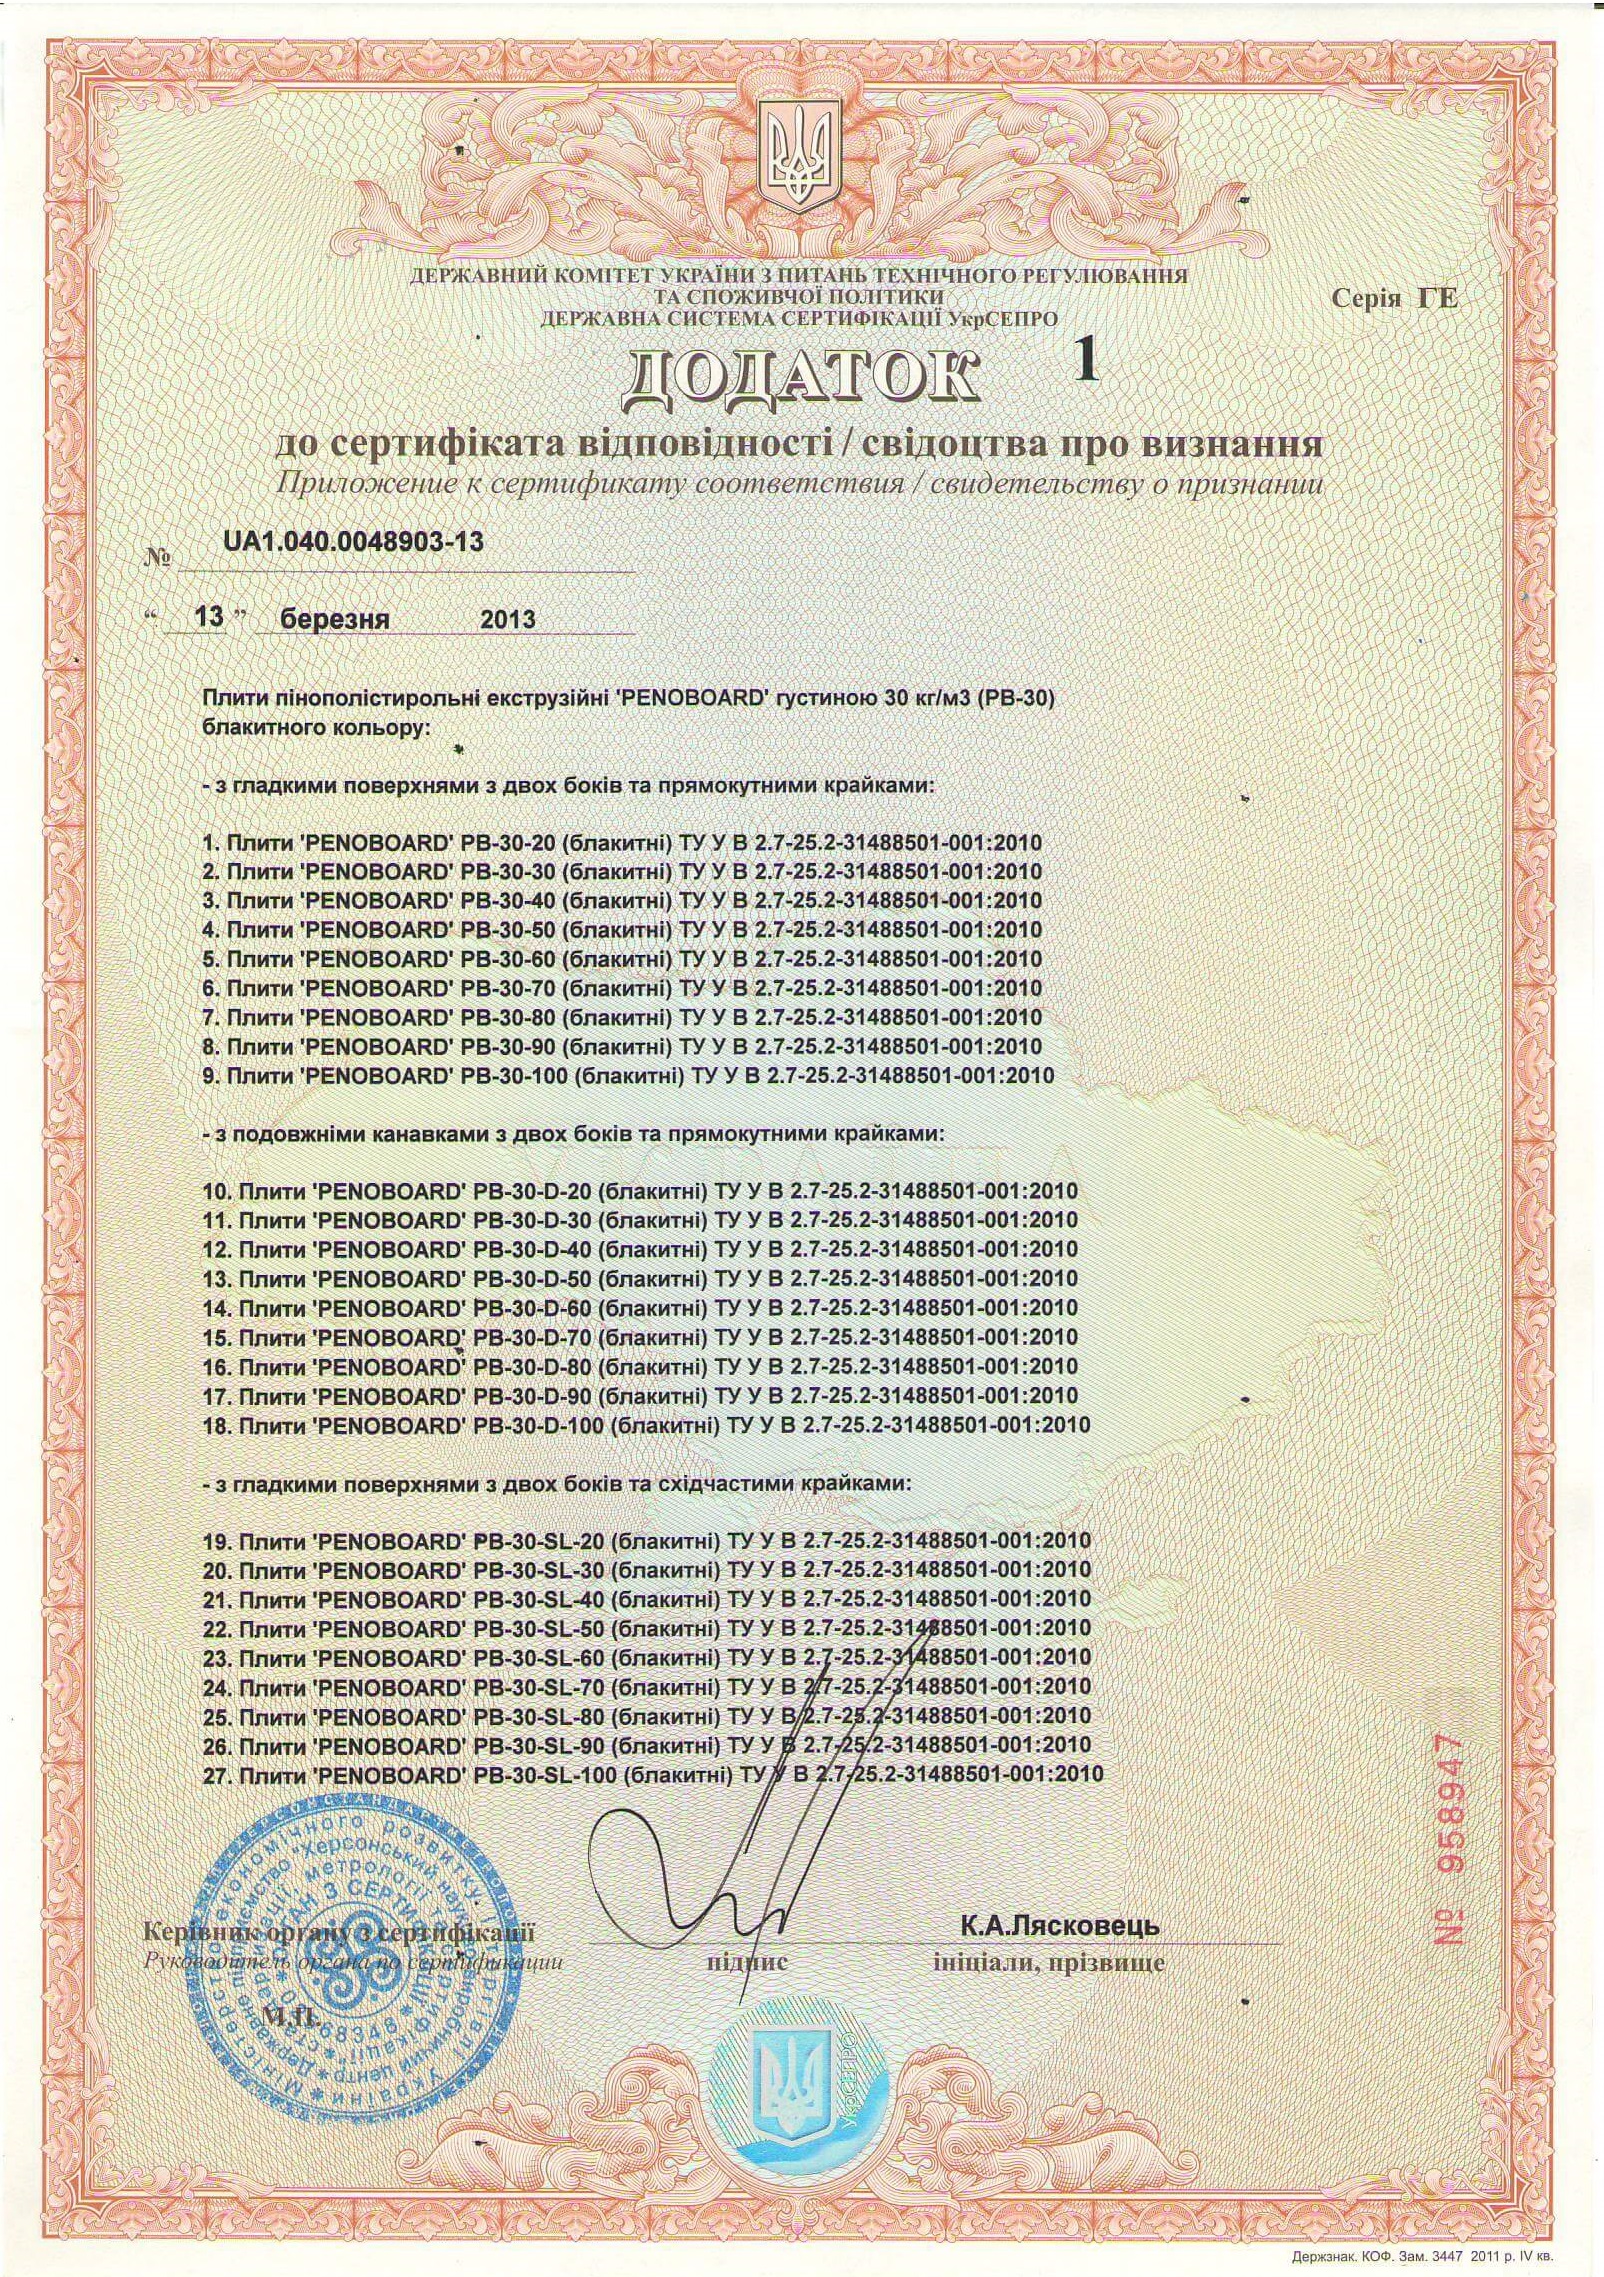 ДЕРЖАВНИЙ КОМІТЕТ УКРАЇНИ З ПИТАНЬ ТЕХНІЧНОГО РЕГУЛЮВАННЯ
ТА СПОЖИВЧОЇ ПОЛІТИКИ
ДЕРЖАВНА СИСТЕМА СЕРТИФІКАЦІЇ УкрСЕПРО
Серія ГЕ
ДОДАТОК 1
до сертифіката відповідності / свідоцтва про визнання
Приложение к сертификату соответствия / свидетельству о признании
№ UA1.040.0048903-13
“ 13 ” березня 2013
Плити пінополістирольні екструзійні 'PENOBOARD' густиною 30 кг/м3 (PB-30)
блакитного кольору:
- з гладкими поверхнями з двох боків та прямокутними крайками:
1. Плити 'PENOBOARD' PB-30-20 (блакитні) ТУ У В 2.7-25.2-31488501-001:2010
2. Плити 'PENOBOARD' PB-30-30 (блакитні) ТУ У В 2.7-25.2-31488501-001:2010
3. Плити 'PENOBOARD' PB-30-40 (блакитні) ТУ У В 2.7-25.2-31488501-001:2010
4. Плити 'PENOBOARD' PB-30-50 (блакитні) ТУ У В 2.7-25.2-31488501-001:2010
5. Плити 'PENOBOARD' PB-30-60 (блакитні) ТУ У В 2.7-25.2-31488501-001:2010
6. Плити 'PENOBOARD' PB-30-70 (блакитні) ТУ У В 2.7-25.2-31488501-001:2010
7. Плити 'PENOBOARD' PB-30-80 (блакитні) ТУ У В 2.7-25.2-31488501-001:2010
8. Плити 'PENOBOARD' PB-30-90 (блакитні) ТУ У В 2.7-25.2-31488501-001:2010
9. Плити 'PENOBOARD' PB-30-100 (блакитні) ТУ У В 2.7-25.2-31488501-001:2010
- з подовжніми канавками з двох боків та прямокутними крайками:
10. Плити 'PENOBOARD' PB-30-D-20 (блакитні) ТУ У В 2.7-25.2-31488501-001:2010
11. Плити 'PENOBOARD' PB-30-D-30 (блакитні) ТУ У В 2.7-25.2-31488501-001:2010
12. Плити 'PENOBOARD' PB-30-D-40 (блакитні) ТУ У В 2.7-25.2-31488501-001:2010
13. Плити 'PENOBOARD' PB-30-D-50 (блакитні) ТУ У В 2.7-25.2-31488501-001:2010
14. Плити 'PENOBOARD' PB-30-D-60 (блакитні) ТУ У В 2.7-25.2-31488501-001:2010
15. Плити 'PENOBOARD' PB-30-D-70 (блакитні) ТУ У В 2.7-25.2-31488501-001:2010
16. Плити 'PENOBOARD' PB-30-D-80 (блакитні) ТУ У В 2.7-25.2-31488501-001:2010
17. Плити 'PENOBOARD' PB-30-D-90 (блакитні) ТУ У В 2.7-25.2-31488501-001:2010
18. Плити 'PENOBOARD' PB-30-D-100 (блакитні) ТУ У В 2.7-25.2-31488501-001:2010
- з гладкими поверхнями з двох боків та східчастими крайками:
19. Плити 'PENOBOARD' PB-30-SL-20 (блакитні) ТУ У В 2.7-25.2-31488501-001:2010
20. Плити 'PENOBOARD' PB-30-SL-30 (блакитні) ТУ У В 2.7-25.2-31488501-001:2010
21. Плити 'PENOBOARD' PB-30-SL-40 (блакитні) ТУ У В 2.7-25.2-31488501-001:2010
22. Плити 'PENOBOARD' PB-30-SL-50 (блакитні) ТУ У В 2.7-25.2-31488501-001:2010
23. Плити 'PENOBOARD' PB-30-SL-60 (блакитні) ТУ У В 2.7-25.2-31488501-001:2010
24. Плити 'PENOBOARD' PB-30-SL-70 (блакитні) ТУ У В 2.7-25.2-31488501-001:2010
25. Плити 'PENOBOARD' PB-30-SL-80 (блакитні) ТУ У В 2.7-25.2-31488501-001:2010
26. Плити 'PENOBOARD' PB-30-SL-90 (блакитні) ТУ У В 2.7-25.2-31488501-001:2010
27. Плити 'PENOBOARD' PB-30-SL-100 (блакитні) ТУ У В 2.7-25.2-31488501-001:2010
№ 958947
Керівник органу з сертифікації
К.А.Лясковець
Руководитель органа по сертификации
підпис
ініціали, прізвище
М.П.
УкрСЕПРО
Держзнак. КОФ. Зам. 3447 2011 р. IV кв.